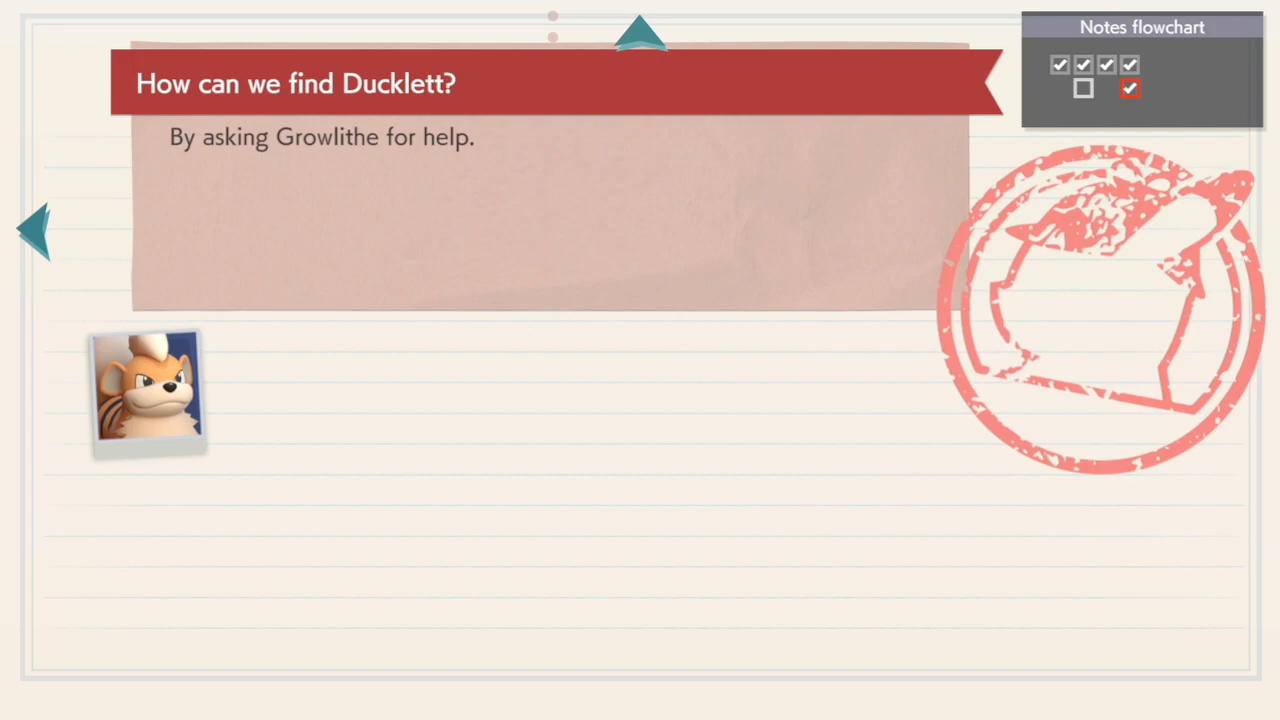 Notes flowchart
How can we find Ducklett?
By asking Growlithe for help.